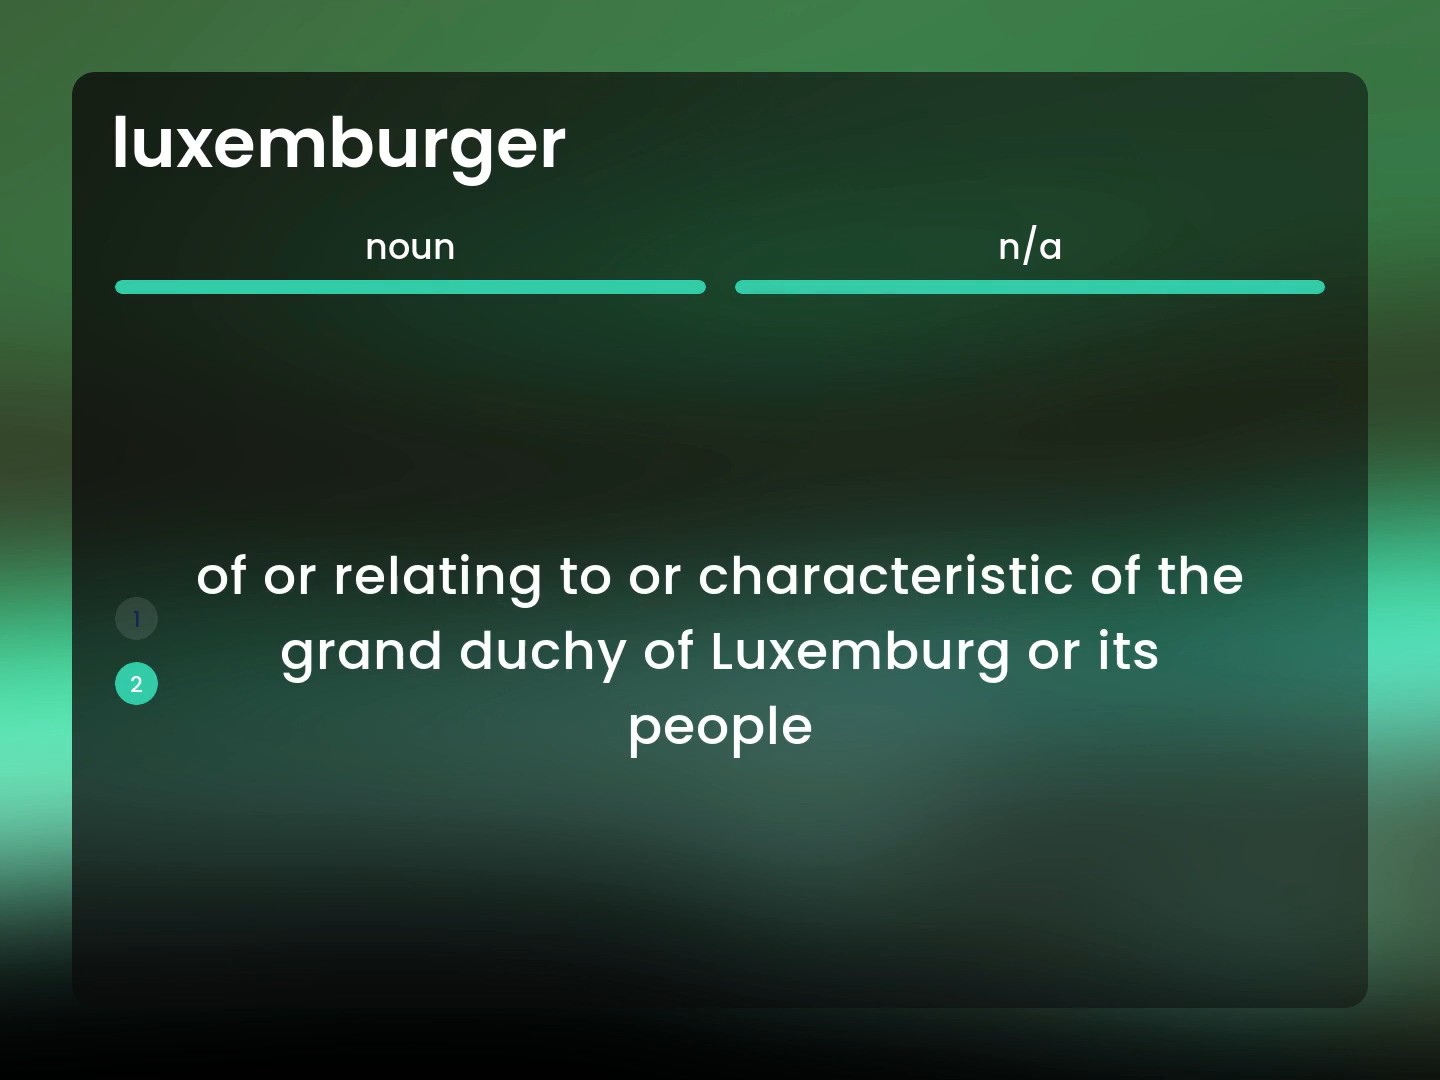 luxemburger
noun
n/a
of or relating to or characteristic of the
grand duchy of Luxemburg or its
people
1
2